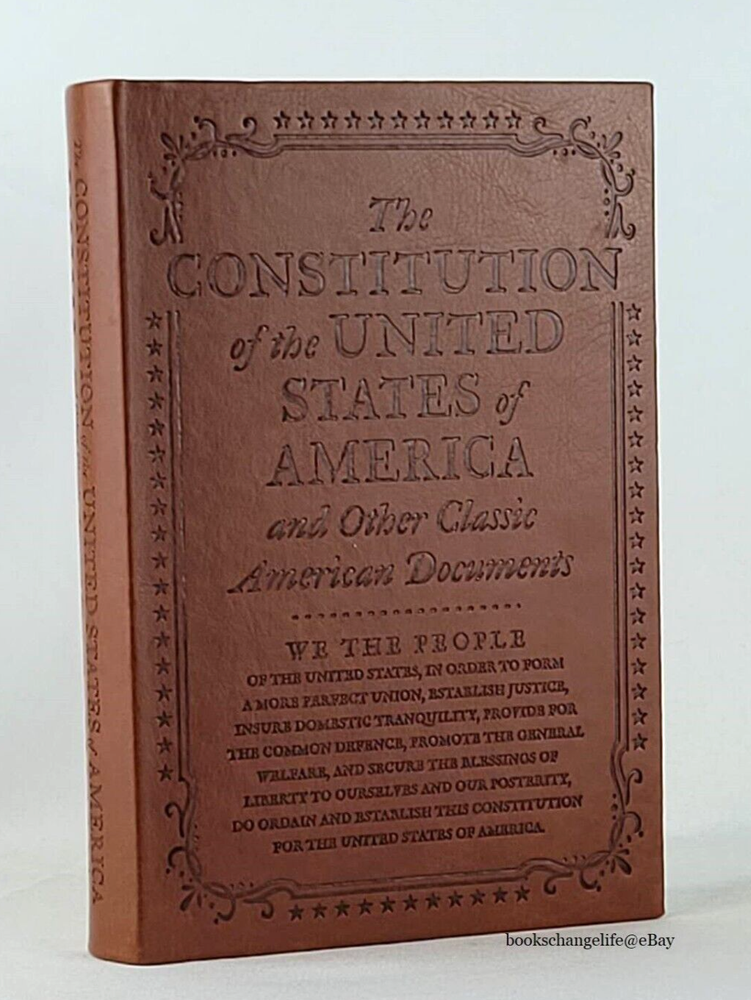 The CONSTITUTION of the UNITED STATES of AMERICA
The
CONSTITUTION
of the UNITED
STATES of
AMERICA
and Other Classic
American Documents
WE THE PEOPLE
OF THE UNITED STATES, IN ORDER TO FORM
A MORE PERFECT UNION, ESTABLISH JUSTICE,
INSURE DOMESTIC TRANQUILITY, PROVIDE FOR
THE COMMON DEFENCE, PROMOTE THE GENERAL
WELFARE, AND SECURE THE BLESSINGS OF
LIBERTY TO OURSELVES AND OUR POSTERITY,
DO ORDAIN AND ESTABLISH THIS CONSTITUTION
FOR THE UNITED STATES OF AMERICA.
bookschangelife@eBay